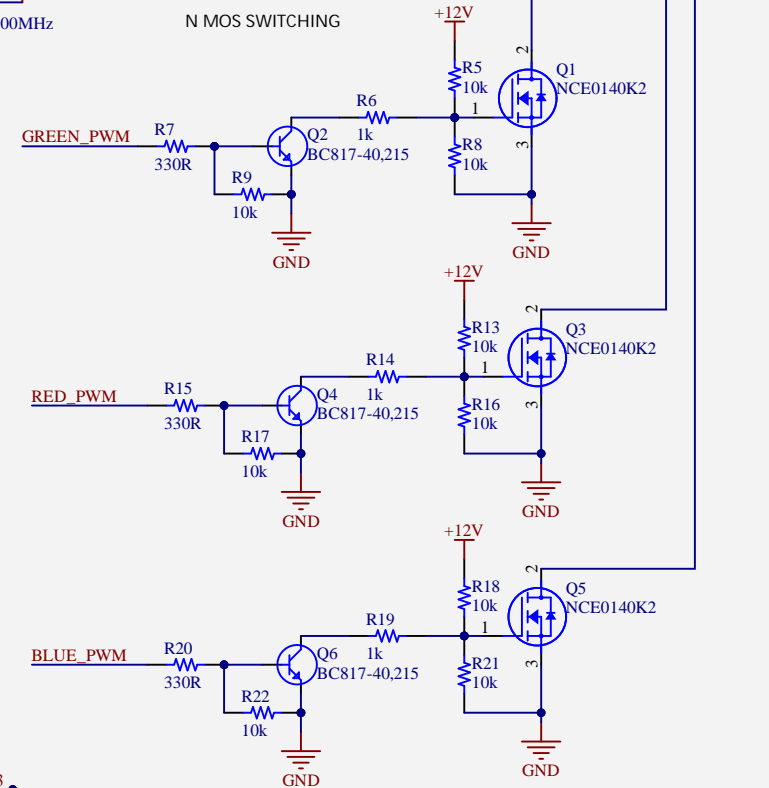 00MHz
N MOS SWITCHING
+12V
2
R5
10k
Q1
NCE0140K2
R6
1k
1
GREEN_PWM
R7
330R
Q2
BC817-40,215
R8
10k
3
R9
10k
GND
GND
+12V
2
R13
10k
Q3
NCE0140K2
R14
1k
1
RED_PWM
R15
330R
Q4
BC817-40,215
R16
10k
3
R17
10k
GND
GND
+12V
2
R18
10k
Q5
NCE0140K2
R19
1k
1
BLUE_PWM
R20
330R
Q6
BC817-40,215
R21
10k
3
R22
10k
GND
GND